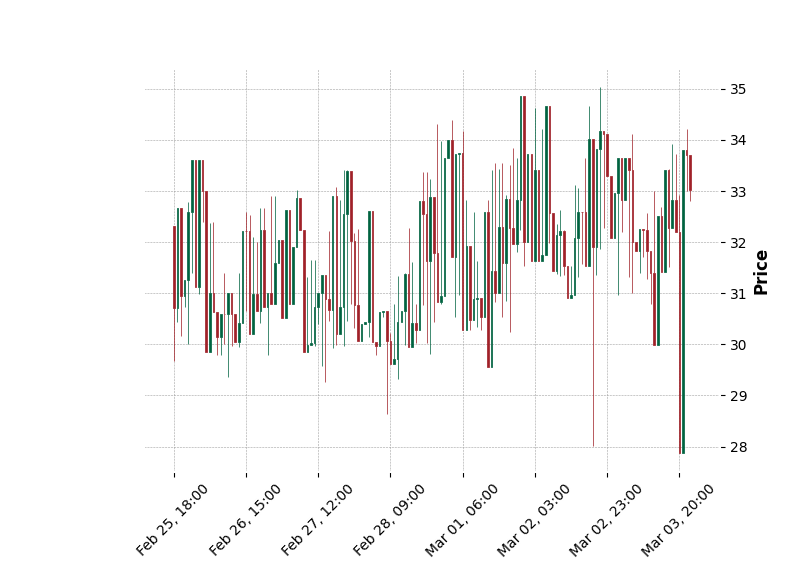 35
34
33
32
31
30
29
28
Price
Feb 25, 18:00
Feb 26, 15:00
Feb 27, 12:00
Feb 28, 09:00
Mar 01, 06:00
Mar 02, 03:00
Mar 02, 23:00
Mar 03, 20:00